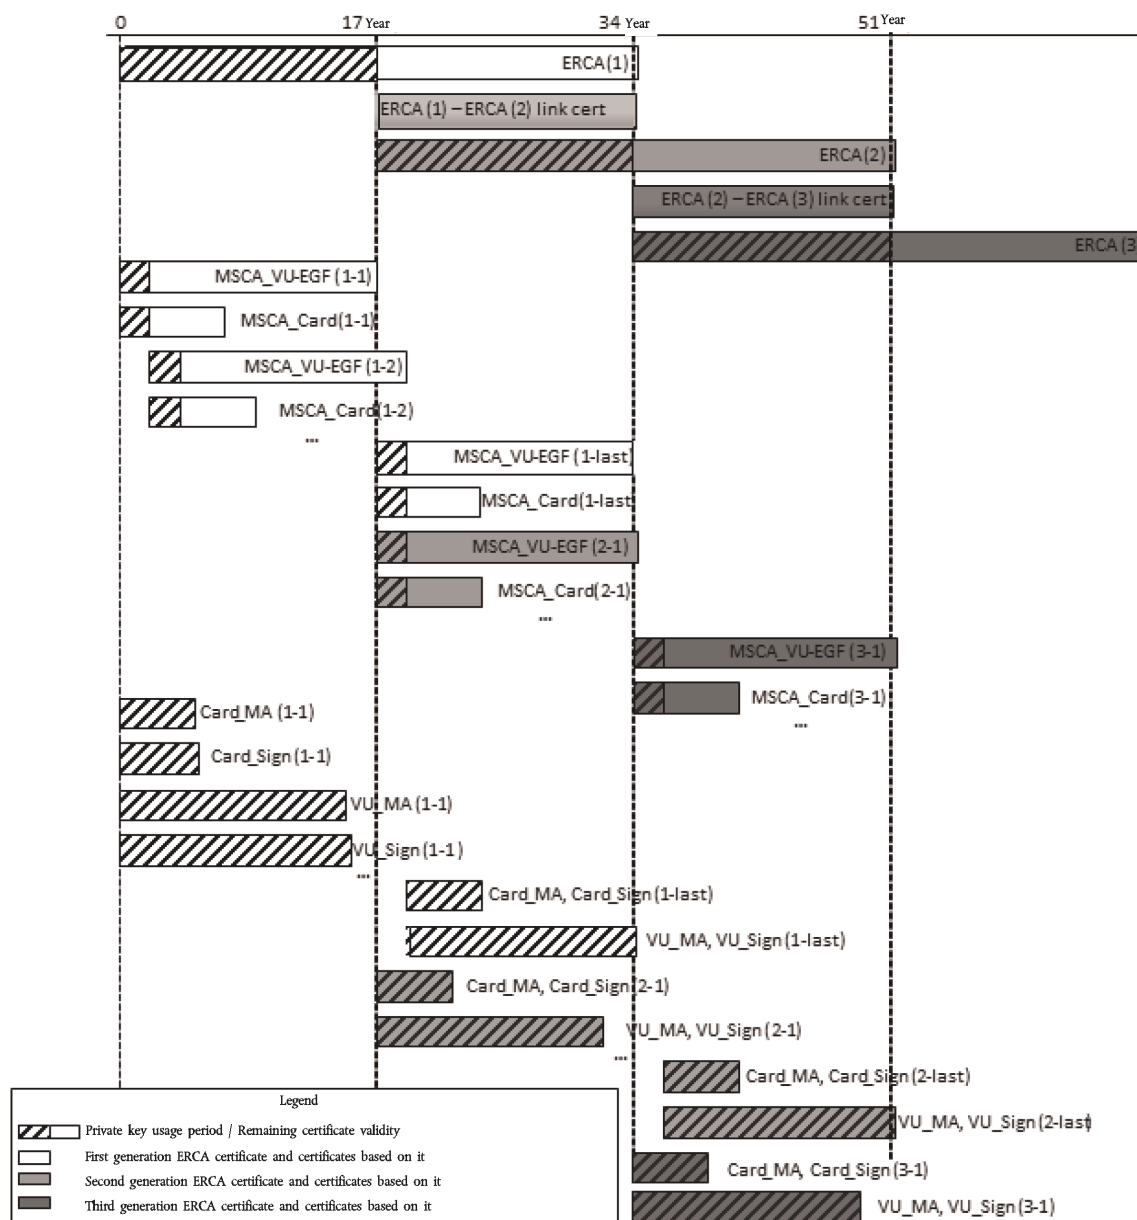 0 17 Year 34 Year 51 Year
ERCA (1)
ERCA (1) – ERCA (2) link cert
ERCA (2)
ERCA (2) – ERCA (3) link cert
ERCA (3
MSCA_VU-EGF (1-1)
MSCA_Card(1-1)
MSCA_VU-EGF (1-2)
MSCA_Card(1-2)
...
MSCA_VU-EGF (1-last)
MSCA_Card(1-last
MSCA_VU-EGF (2-1)
MSCA_Card(2-1)
...
MSCA_VU-EGF (3-1)
MSCA_Card(3-1)
...
Card_MA (1-1)
Card_Sign (1-1)
VU_MA (1-1)
VU_Sign (1-1)
...
Card_MA, Card_Sign (1-last)
VU_MA, VU_Sign (1-last)
Card_MA, Card_Sign (2-1)
VU_MA, VU_Sign (2-1)
...
Card_MA, Card_Sign (2-last)
VU_MA, VU_Sign (2-last)
Card_MA, Card_Sign (3-1)
VU_MA, VU_Sign (3-1)
Legend
Private key usage period / Remaining certificate validity
First generation ERCA certificate and certificates based on it
Second generation ERCA certificate and certificates based on it
Third generation ERCA certificate and certificates based on it